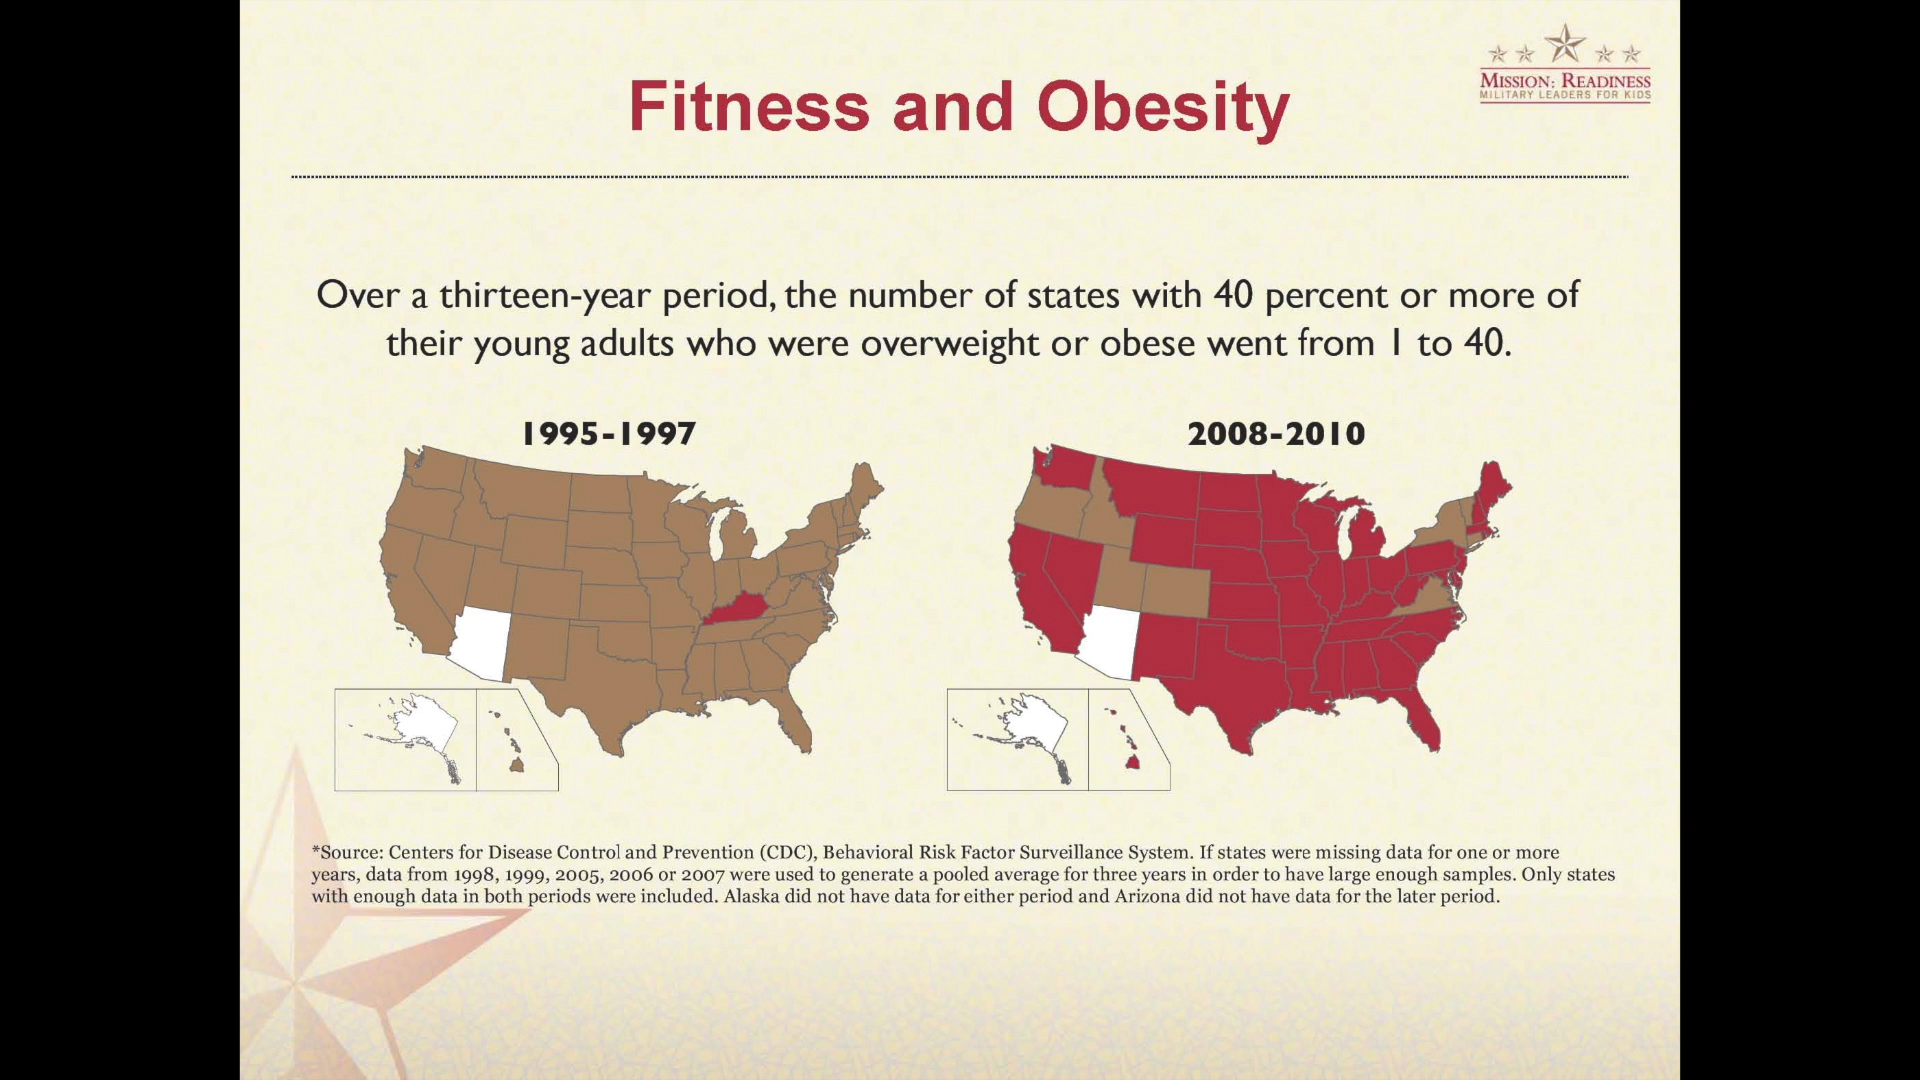 MISSION: READINESS
MILITARY LEADERS FOR KIDS
Fitness and Obesity
Over a thirteen-year period, the number of states with 40 percent or more of
their young adults who were overweight or obese went from 1 to 40.
1995-1997
2008-2010
*Source: Centers for Disease Control and Prevention (CDC), Behavioral Risk Factor Surveillance System. If states were missing data for one or more
years, data from 1998, 1999, 2005, 2006 or 2007 were used to generate a pooled average for three years in order to have large enough samples. Only states
with enough data in both periods were included. Alaska did not have data for either period and Arizona did not have data for the later period.